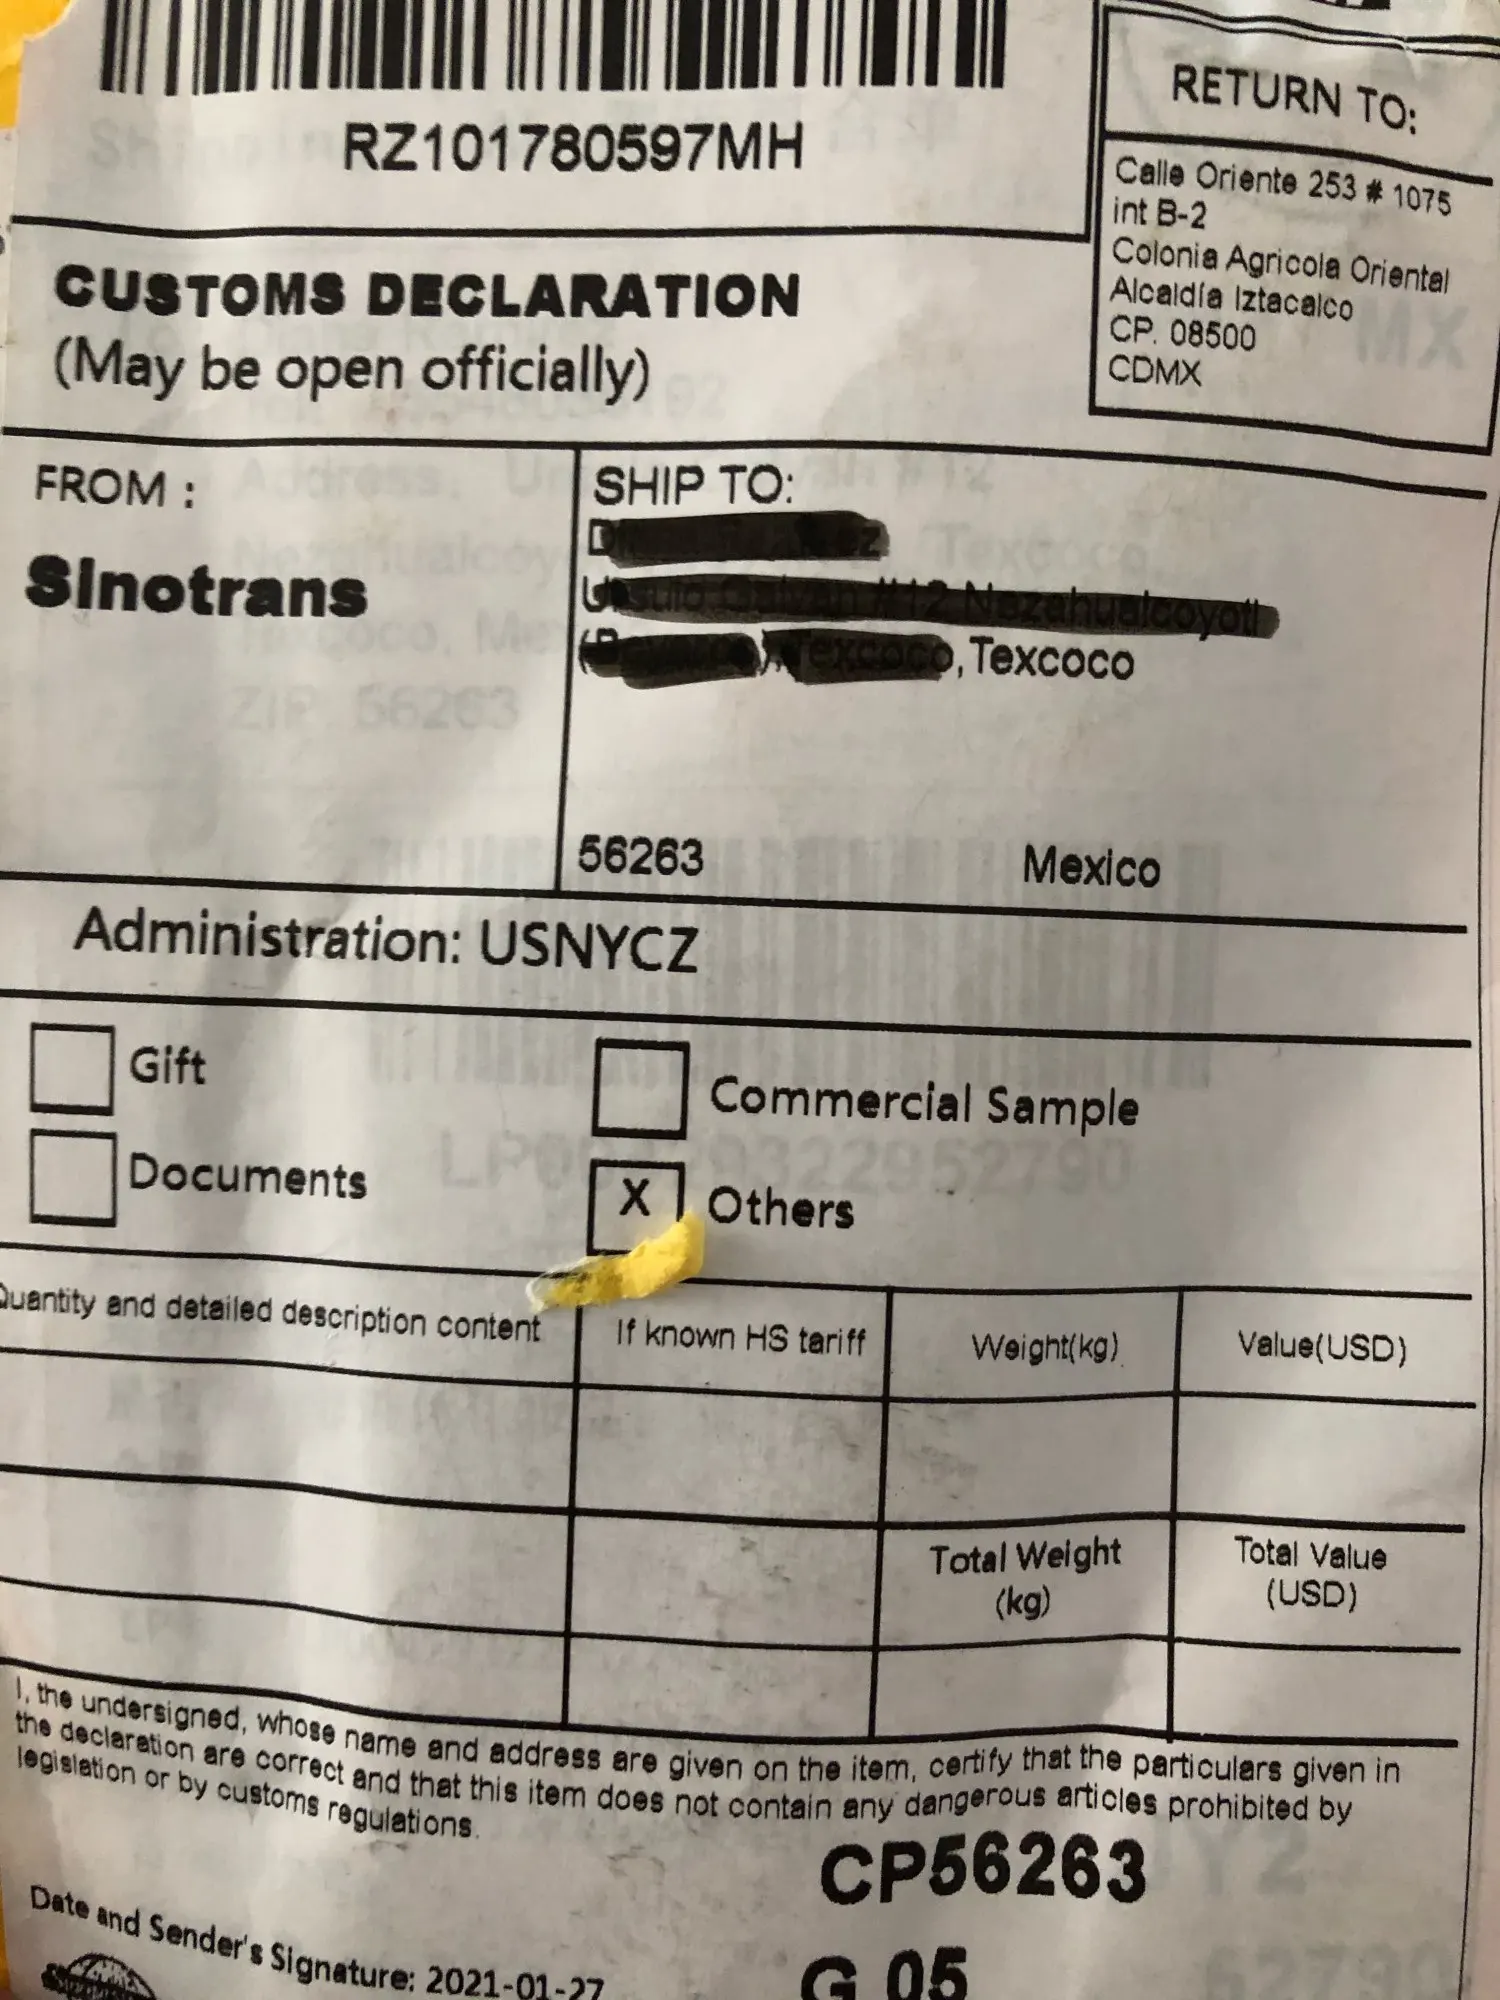 RZ101780597MH
RETURN TO:
Calle Oriente 253 # 1075
int B-2
Colonia Agricola Oriental
Alcaldía Iztacalco
CP. 08500
CDMX
CUSTOMS DECLARATION
(May be open officially)
FROM :
Sinotrans
SHIP TO:
, Texcoco
56263 Mexico
Administration: USNYCZ
Gift
Commercial Sample
Documents
X Others
Quantity and detailed description content
If known HS tariff
Weight(kg)
Value(USD)
Total Weight
(kg)
Total Value
(USD)
I, the undersigned, whose name and address are given on the item, certify that the particulars given in
the declaration are correct and that this item does not contain any dangerous articles prohibited by
legislation or by customs regulations.
CP56263
Date and Sender's Signature: 2021-01-27
G 05